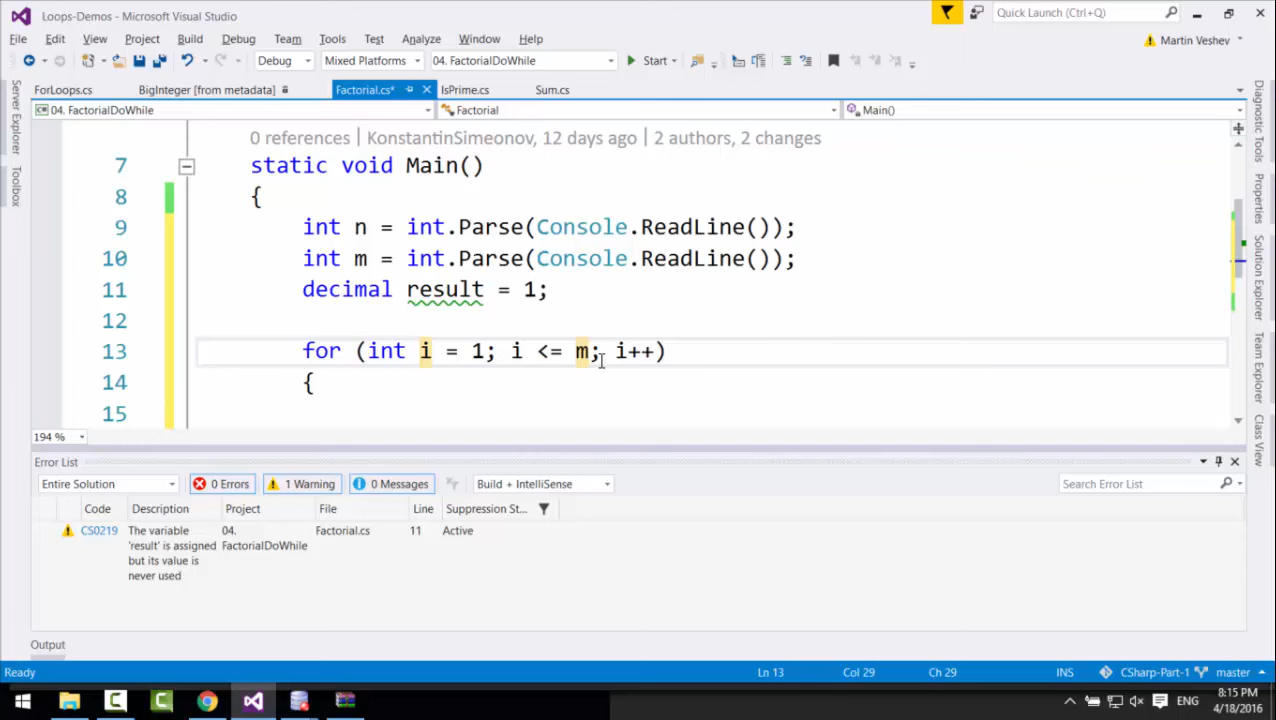 Loops-Demos - Microsoft Visual Studio
Quick Launch (Ctrl+Q)
File Edit View Project Build Debug Team Tools Test Analyze Window Help
Martin Veshev
Debug Mixed Platforms 04. FactorialDoWhile Start
ForLoops.cs BigInteger [from metadata] Factorial.cs* IsPrime.cs Sum.cs
04. FactorialDoWhile Factorial Main()
Server Explorer
Toolbox
0 references | KonstantinSimeonov, 12 days ago | 2 authors, 2 changes
7 static void Main()
8 {
9 int n = int.Parse(Console.ReadLine());
10 int m = int.Parse(Console.ReadLine());
11 decimal result = 1;
12
13 for (int i = 1; i <= m; i++)
14 {
15
Diagnostic Tools
Properties
Solution Explorer
Team Explorer
Class View
194 %
Error List
Entire Solution 0 Errors 1 Warning 0 Messages Build + IntelliSense Search Error List
Code Description Project File Line Suppression St...
CS0219 The variable 04. Factorial.cs 11 Active
'result' is assigned FactorialDoWhile
but its value is
never used
Output
Ready Ln 13 Col 29 Ch 29 INS CSharp-Part-1 master
ENG
8:15 PM
4/18/2016